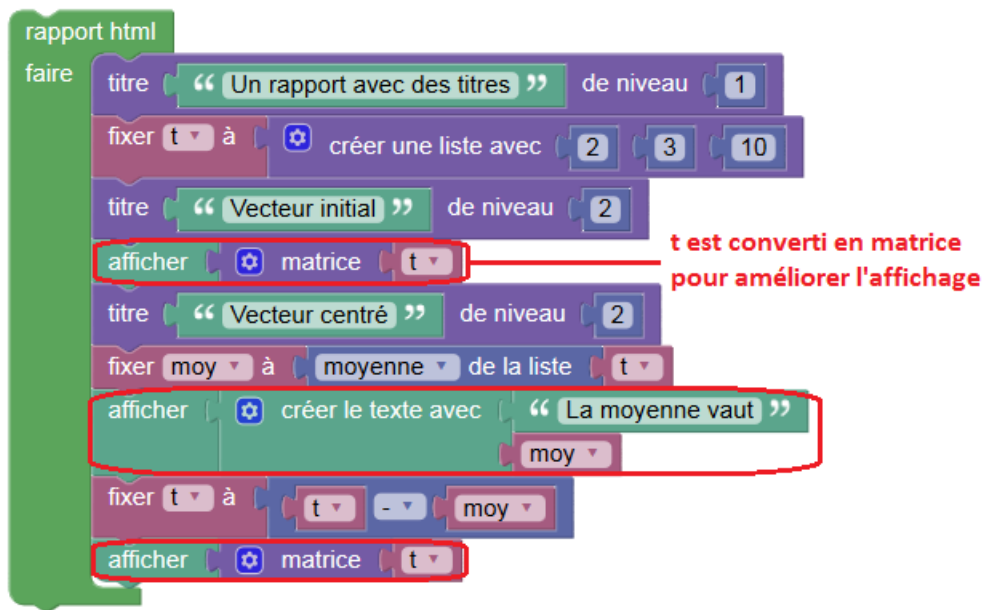 rapport html
faire
titre “ Un rapport avec des titres ” de niveau 1
fixer t à créer une liste avec 2 3 10
titre “ Vecteur initial ” de niveau 2
afficher matrice t
t est converti en matrice
pour améliorer l'affichage
titre “ Vecteur centré ” de niveau 2
fixer moy à moyenne de la liste t
afficher créer le texte avec “ La moyenne vaut ”
moy
fixer t à t - moy
afficher matrice t